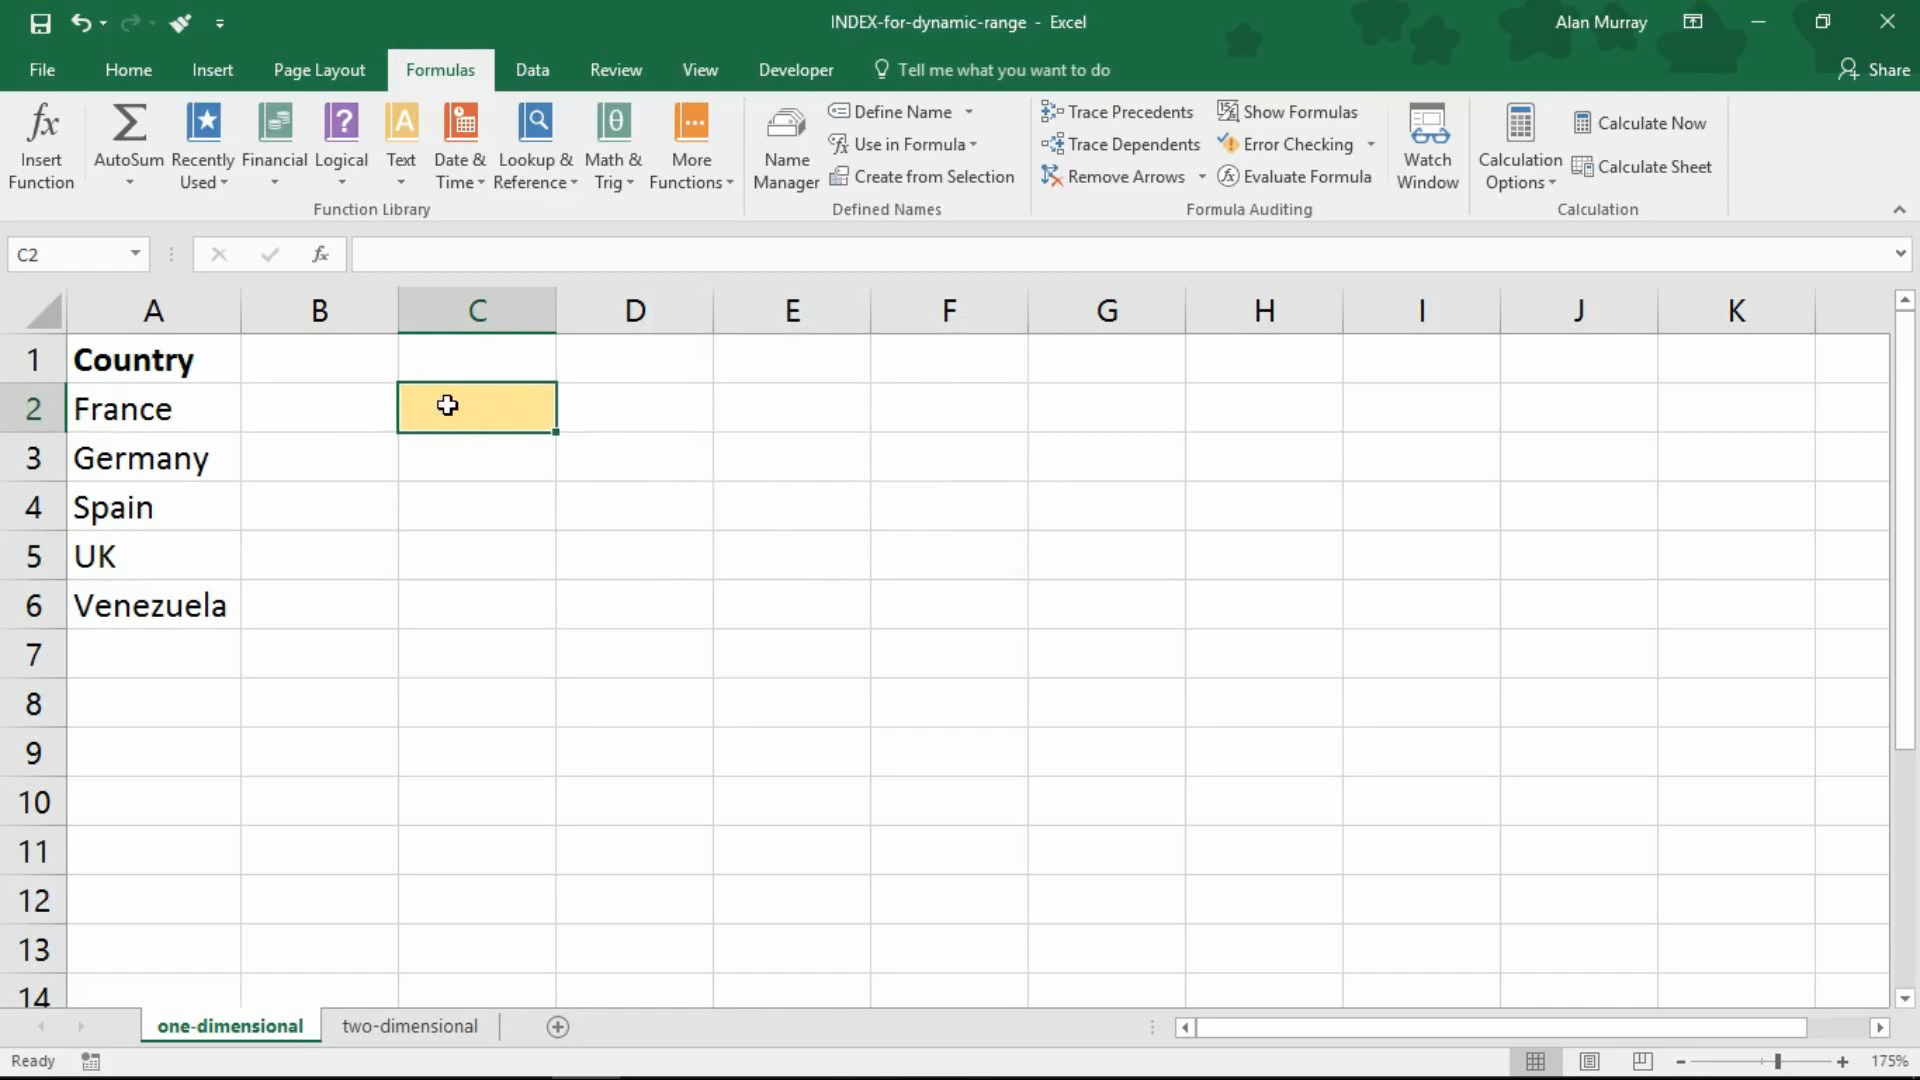 INDEX-for-dynamic-range - Excel
Alan Murray
File Home Insert Page Layout Formulas Data Review View Developer Tell me what you want to do Share
fx Insert Function
AutoSum
Recently Used
Financial
Logical
Text
Date & Time
Lookup & Reference
Math & Trig
More Functions
Function Library
Name Manager
Define Name
Use in Formula
Create from Selection
Defined Names
Trace Precedents
Trace Dependents
Remove Arrows
Show Formulas
Error Checking
Evaluate Formula
Formula Auditing
Watch Window
Calculation Options
Calculate Now
Calculate Sheet
Calculation
C2 fx
A B C D E F G H I J K
1 Country
2 France
3 Germany
4 Spain
5 UK
6 Venezuela
7
8
9
10
11
12
13
14
one-dimensional two-dimensional
Ready 175%